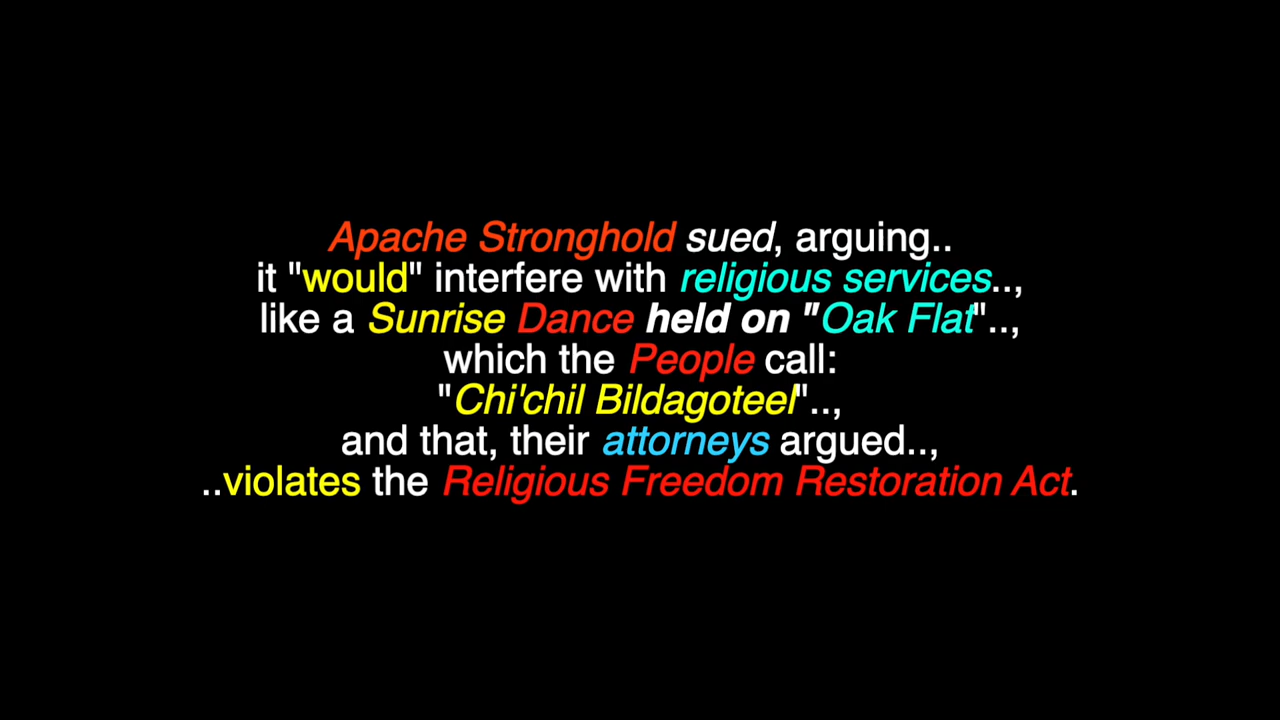 Apache Stronghold sued, arguing..
it "would" interfere with religious services..,
like a Sunrise Dance held on "Oak Flat"..,
which the People call:
"Chi'chil Bildagoteel"..,
and that, their attorneys argued..,
..violates the Religious Freedom Restoration Act.